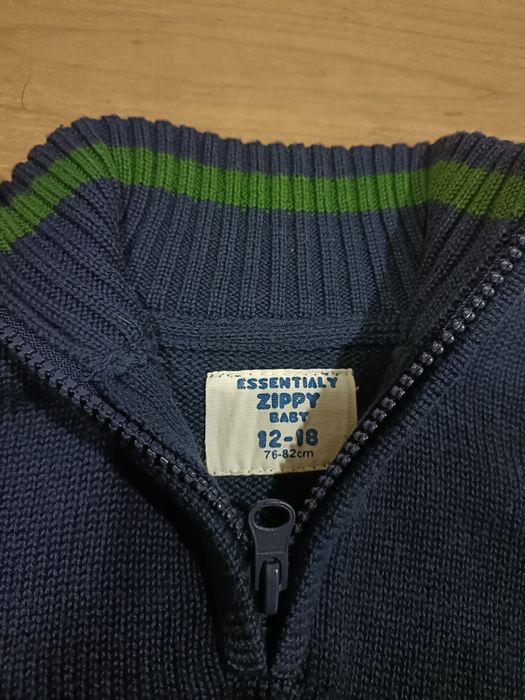 ESSENTIALY
ZIPPY
BABY
12-18
76-82cm